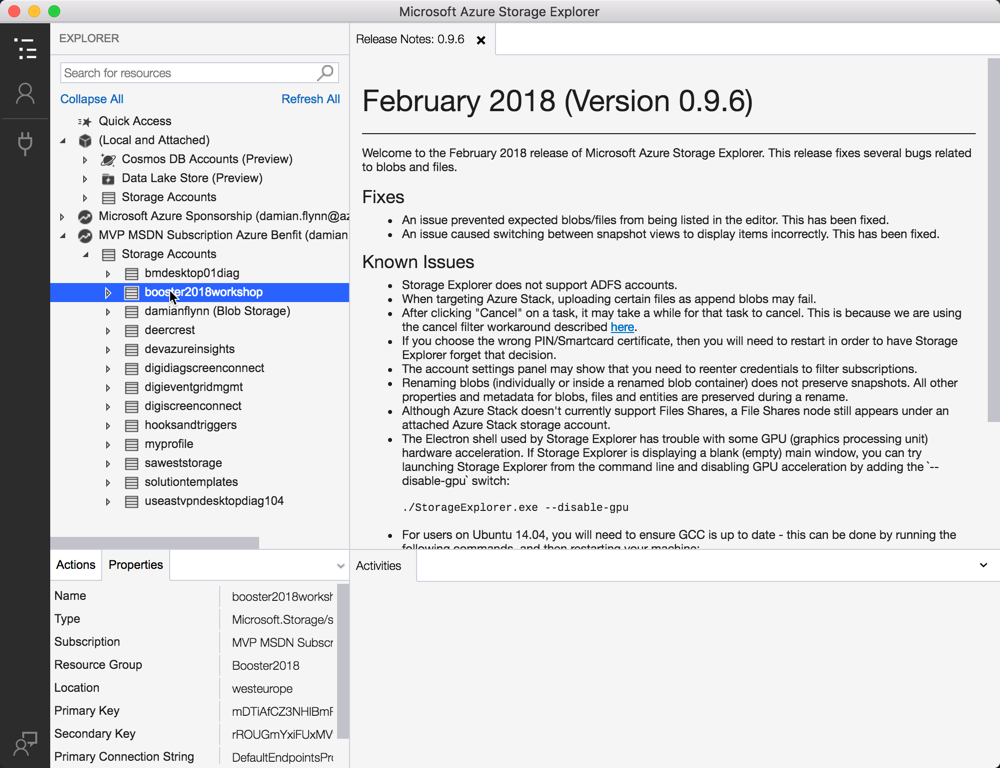 Microsoft Azure Storage Explorer
EXPLORER
Search for resources
Collapse All
Refresh All
Quick Access
(Local and Attached)
Cosmos DB Accounts (Preview)
Data Lake Store (Preview)
Storage Accounts
Microsoft Azure Sponsorship (damian.flynn@az
MVP MSDN Subscription Azure Benfit (damian
Storage Accounts
bmdesktop01diag
booster2018workshop
damianflynn (Blob Storage)
deercrest
devazureinsights
digidiagscreenconnect
digieventgridmgmt
digiscreenconnect
hooksandtriggers
myprofile
saweststorage
solutiontemplates
useastvpndesktopdiag104
Actions
Properties
Name
booster2018worksh
Type
Microsoft.Storage/s
Subscription
MVP MSDN Subscr
Resource Group
Booster2018
Location
westeurope
Primary Key
mDTiAfCZ3NHIBmF
Secondary Key
rROUGmYxiFUxMV
Primary Connection String
DefaultEndpointsPro
Release Notes: 0.9.6
February 2018 (Version 0.9.6)
Welcome to the February 2018 release of Microsoft Azure Storage Explorer. This release fixes several bugs related
to blobs and files.
Fixes
• An issue prevented expected blobs/files from being listed in the editor. This has been fixed.
• An issue caused switching between snapshot views to display items incorrectly. This has been fixed.
Known Issues
• Storage Explorer does not support ADFS accounts.
• When targeting Azure Stack, uploading certain files as append blobs may fail.
• After clicking "Cancel" on a task, it may take a while for that task to cancel. This is because we are using
the cancel filter workaround described here.
• If you choose the wrong PIN/Smartcard certificate, then you will need to restart in order to have Storage
Explorer forget that decision.
• The account settings panel may show that you need to reenter credentials to filter subscriptions.
• Renaming blobs (individually or inside a renamed blob container) does not preserve snapshots. All other
properties and metadata for blobs, files and entities are preserved during a rename.
• Although Azure Stack doesn't currently support Files Shares, a File Shares node still appears under an
attached Azure Stack storage account.
• The Electron shell used by Storage Explorer has trouble with some GPU (graphics processing unit)
hardware acceleration. If Storage Explorer is displaying a blank (empty) main window, you can try
launching Storage Explorer from the command line and disabling GPU acceleration by adding the `--
disable-gpu` switch:
./StorageExplorer.exe --disable-gpu
• For users on Ubuntu 14.04, you will need to ensure GCC is up to date - this can be done by running the
following commands, and then restarting your machine:
Activities